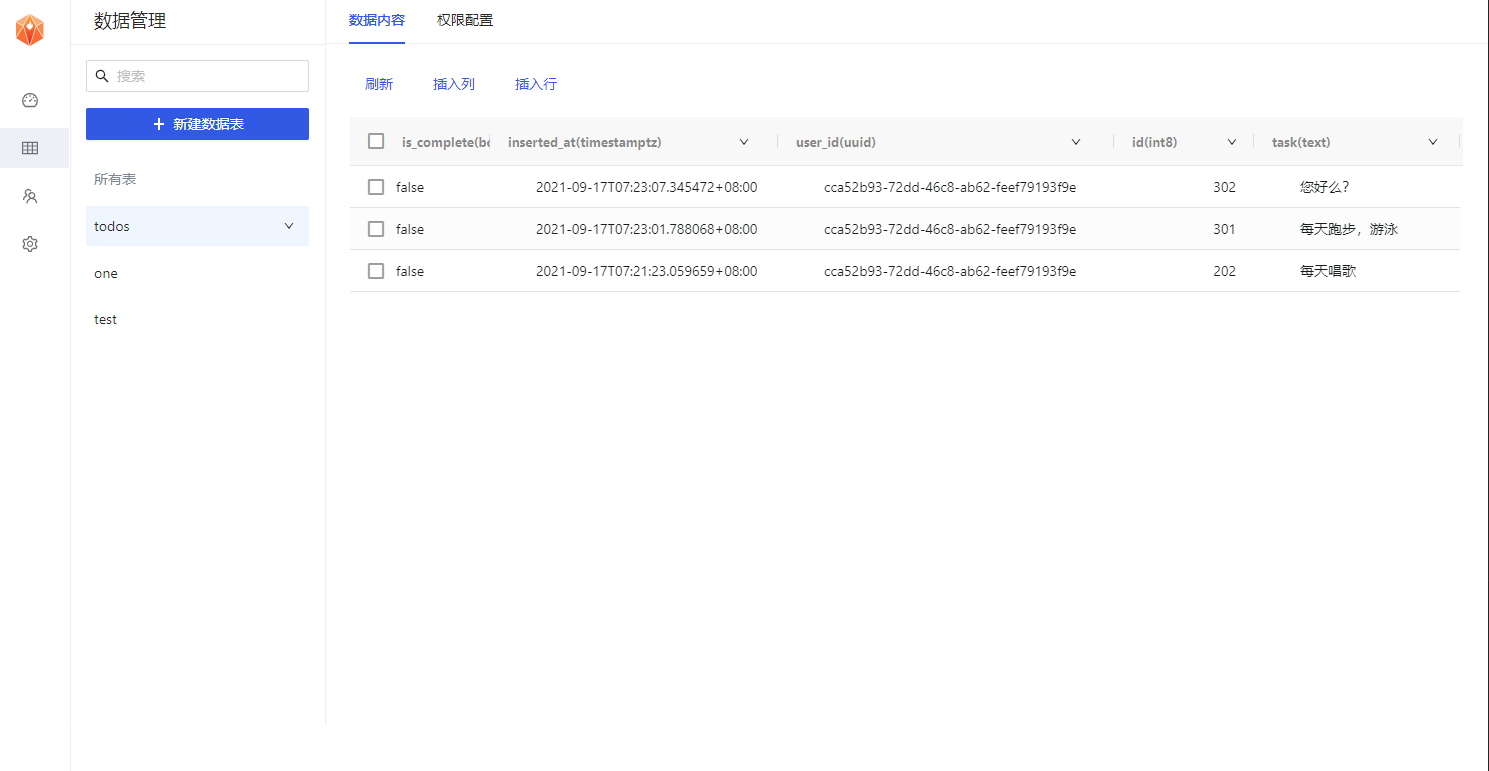 数据管理
搜索
新建数据表
所有表
todos
one
test
数据内容 权限配置
刷新 插入列 插入行
is_complete(bo inserted_at(timestamptz) user_id(uuid) id(int8) task(text)
false 2021-09-17T07:23:07.345472+08:00 cca52b93-72dd-46c8-ab62-feef79193f9e 302 您好么?
false 2021-09-17T07:23:01.788068+08:00 cca52b93-72dd-46c8-ab62-feef79193f9e 301 每天跑步，游泳
false 2021-09-17T07:21:23.059659+08:00 cca52b93-72dd-46c8-ab62-feef79193f9e 202 每天唱歌